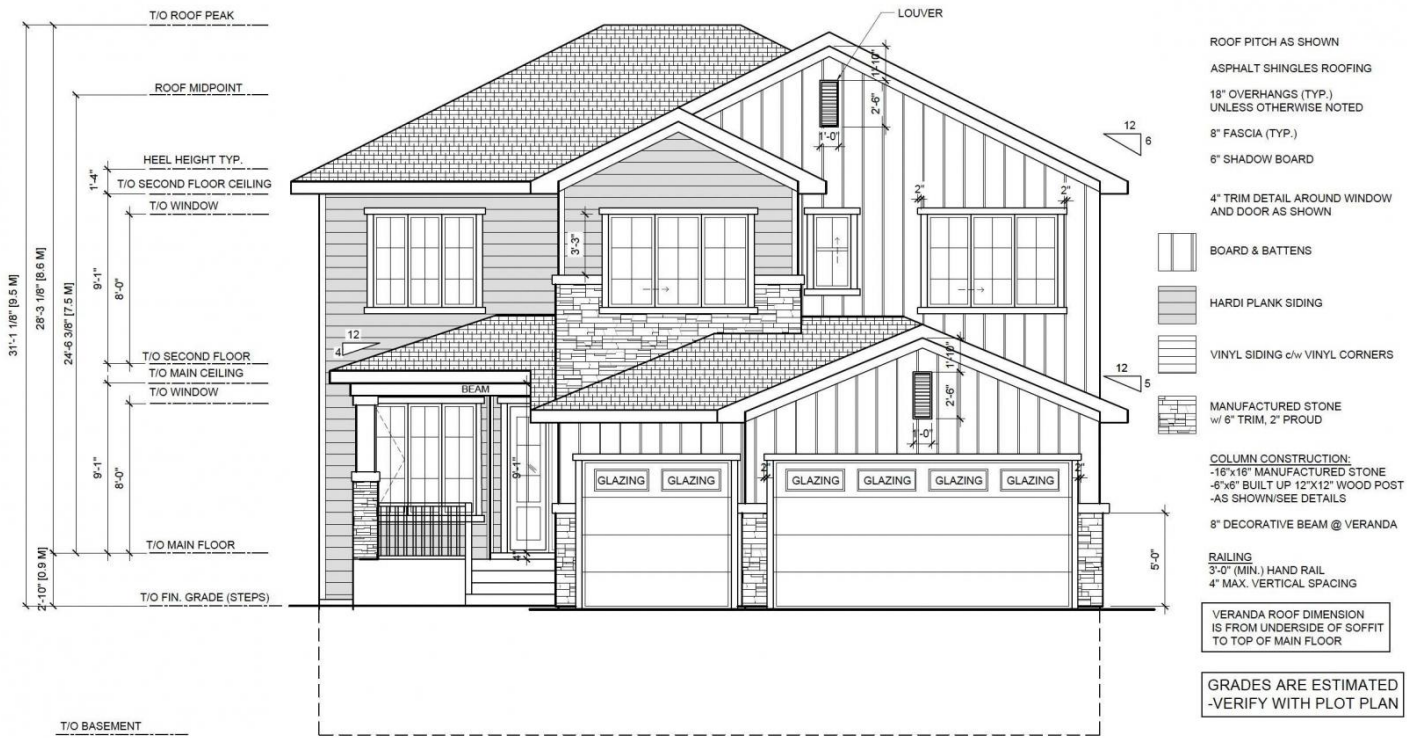 T/O ROOF PEAK
ROOF MIDPOINT
HEEL HEIGHT TYP.
T/O SECOND FLOOR CEILING
T/O WINDOW
T/O SECOND FLOOR
T/O MAIN CEILING
T/O WINDOW
T/O MAIN FLOOR
T/O FIN. GRADE (STEPS)
T/O BASEMENT
31'-1 1/8" [9.5 M]
28'-3 1/8" [8.6 M]
24'-6 3/8" [7.5 M]
2'-10" [0.9 M]
1'-4"
9'-1"
8'-0"
9'-1"
8'-0"
LOUVER
1'-10"
2'-6"
1'-0"
2"
2"
3'-3"
12
4
BEAM
9'-1"
4"
1'-10"
2'-6"
1'-0"
2"
2"
GLAZING
GLAZING
GLAZING
GLAZING
GLAZING
GLAZING
5'-0"
12
6
12
5
ROOF PITCH AS SHOWN
ASPHALT SHINGLES ROOFING
18" OVERHANGS (TYP.)
UNLESS OTHERWISE NOTED
8" FASCIA (TYP.)
6" SHADOW BOARD
4" TRIM DETAIL AROUND WINDOW
AND DOOR AS SHOWN
BOARD & BATTENS
HARDI PLANK SIDING
VINYL SIDING c/w VINYL CORNERS
MANUFACTURED STONE
w/ 6" TRIM, 2" PROUD
COLUMN CONSTRUCTION:
-16"x16" MANUFACTURED STONE
-6"x6" BUILT UP 12"X12" WOOD POST
-AS SHOWN/SEE DETAILS
8" DECORATIVE BEAM @ VERANDA
RAILING
3'-0" (MIN.) HAND RAIL
4" MAX. VERTICAL SPACING
VERANDA ROOF DIMENSION
IS FROM UNDERSIDE OF SOFFIT
TO TOP OF MAIN FLOOR
GRADES ARE ESTIMATED
-VERIFY WITH PLOT PLAN